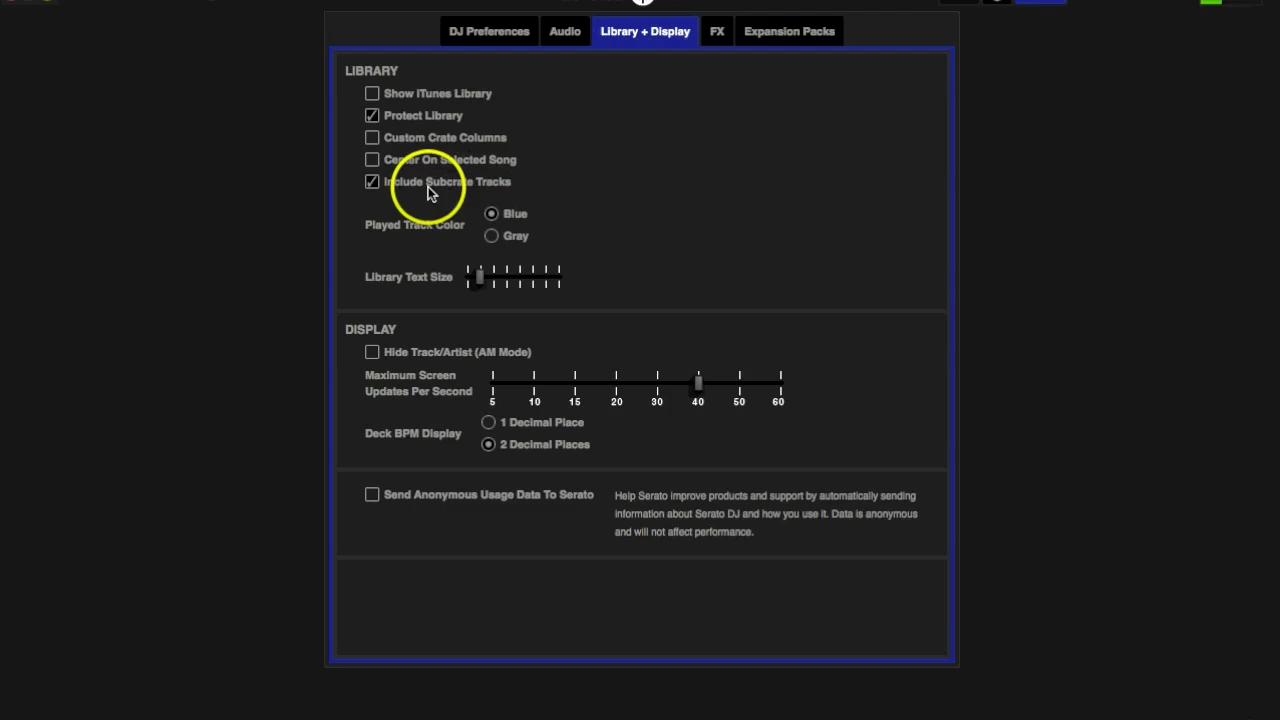 DJ Preferences Audio Library + Display FX Expansion Packs
LIBRARY
Show iTunes Library
Protect Library
Custom Crate Columns
Center On Selected Song
Include Subcrate Tracks
Played Track Color
Blue
Gray
Library Text Size
DISPLAY
Hide Track/Artist (AM Mode)
Maximum Screen
Updates Per Second
5 10 15 20 30 40 50 60
Deck BPM Display
1 Decimal Place
2 Decimal Places
Send Anonymous Usage Data To Serato
Help Serato improve products and support by automatically sending
information about Serato DJ and how you use it. Data is anonymous
and will not affect performance.